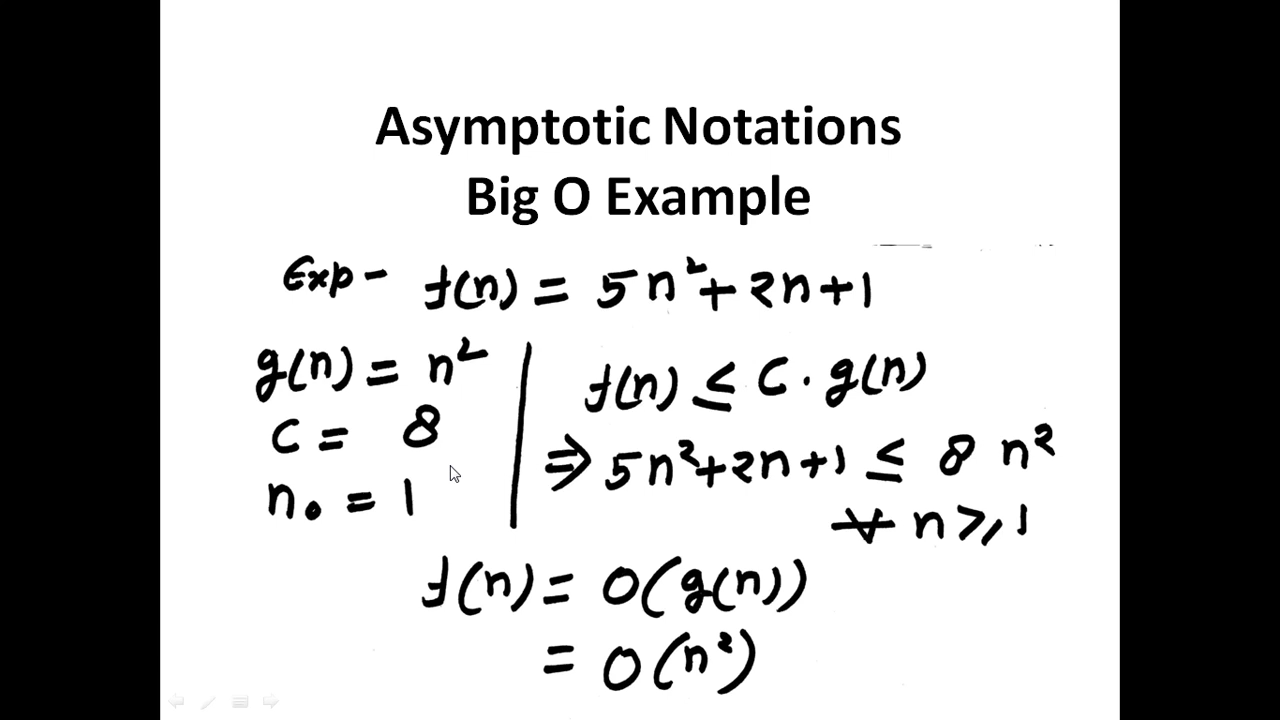 Asymptotic Notations
Big O Example
Exp - f(n) = 5n² + 2n + 1
g(n) = n²
c = 8
n₀ = 1
f(n) ≤ c · g(n)
⇒ 5n² + 2n + 1 ≤ 8 n²
∀ n ≥ 1
f(n) = O(g(n))
= O(n²)